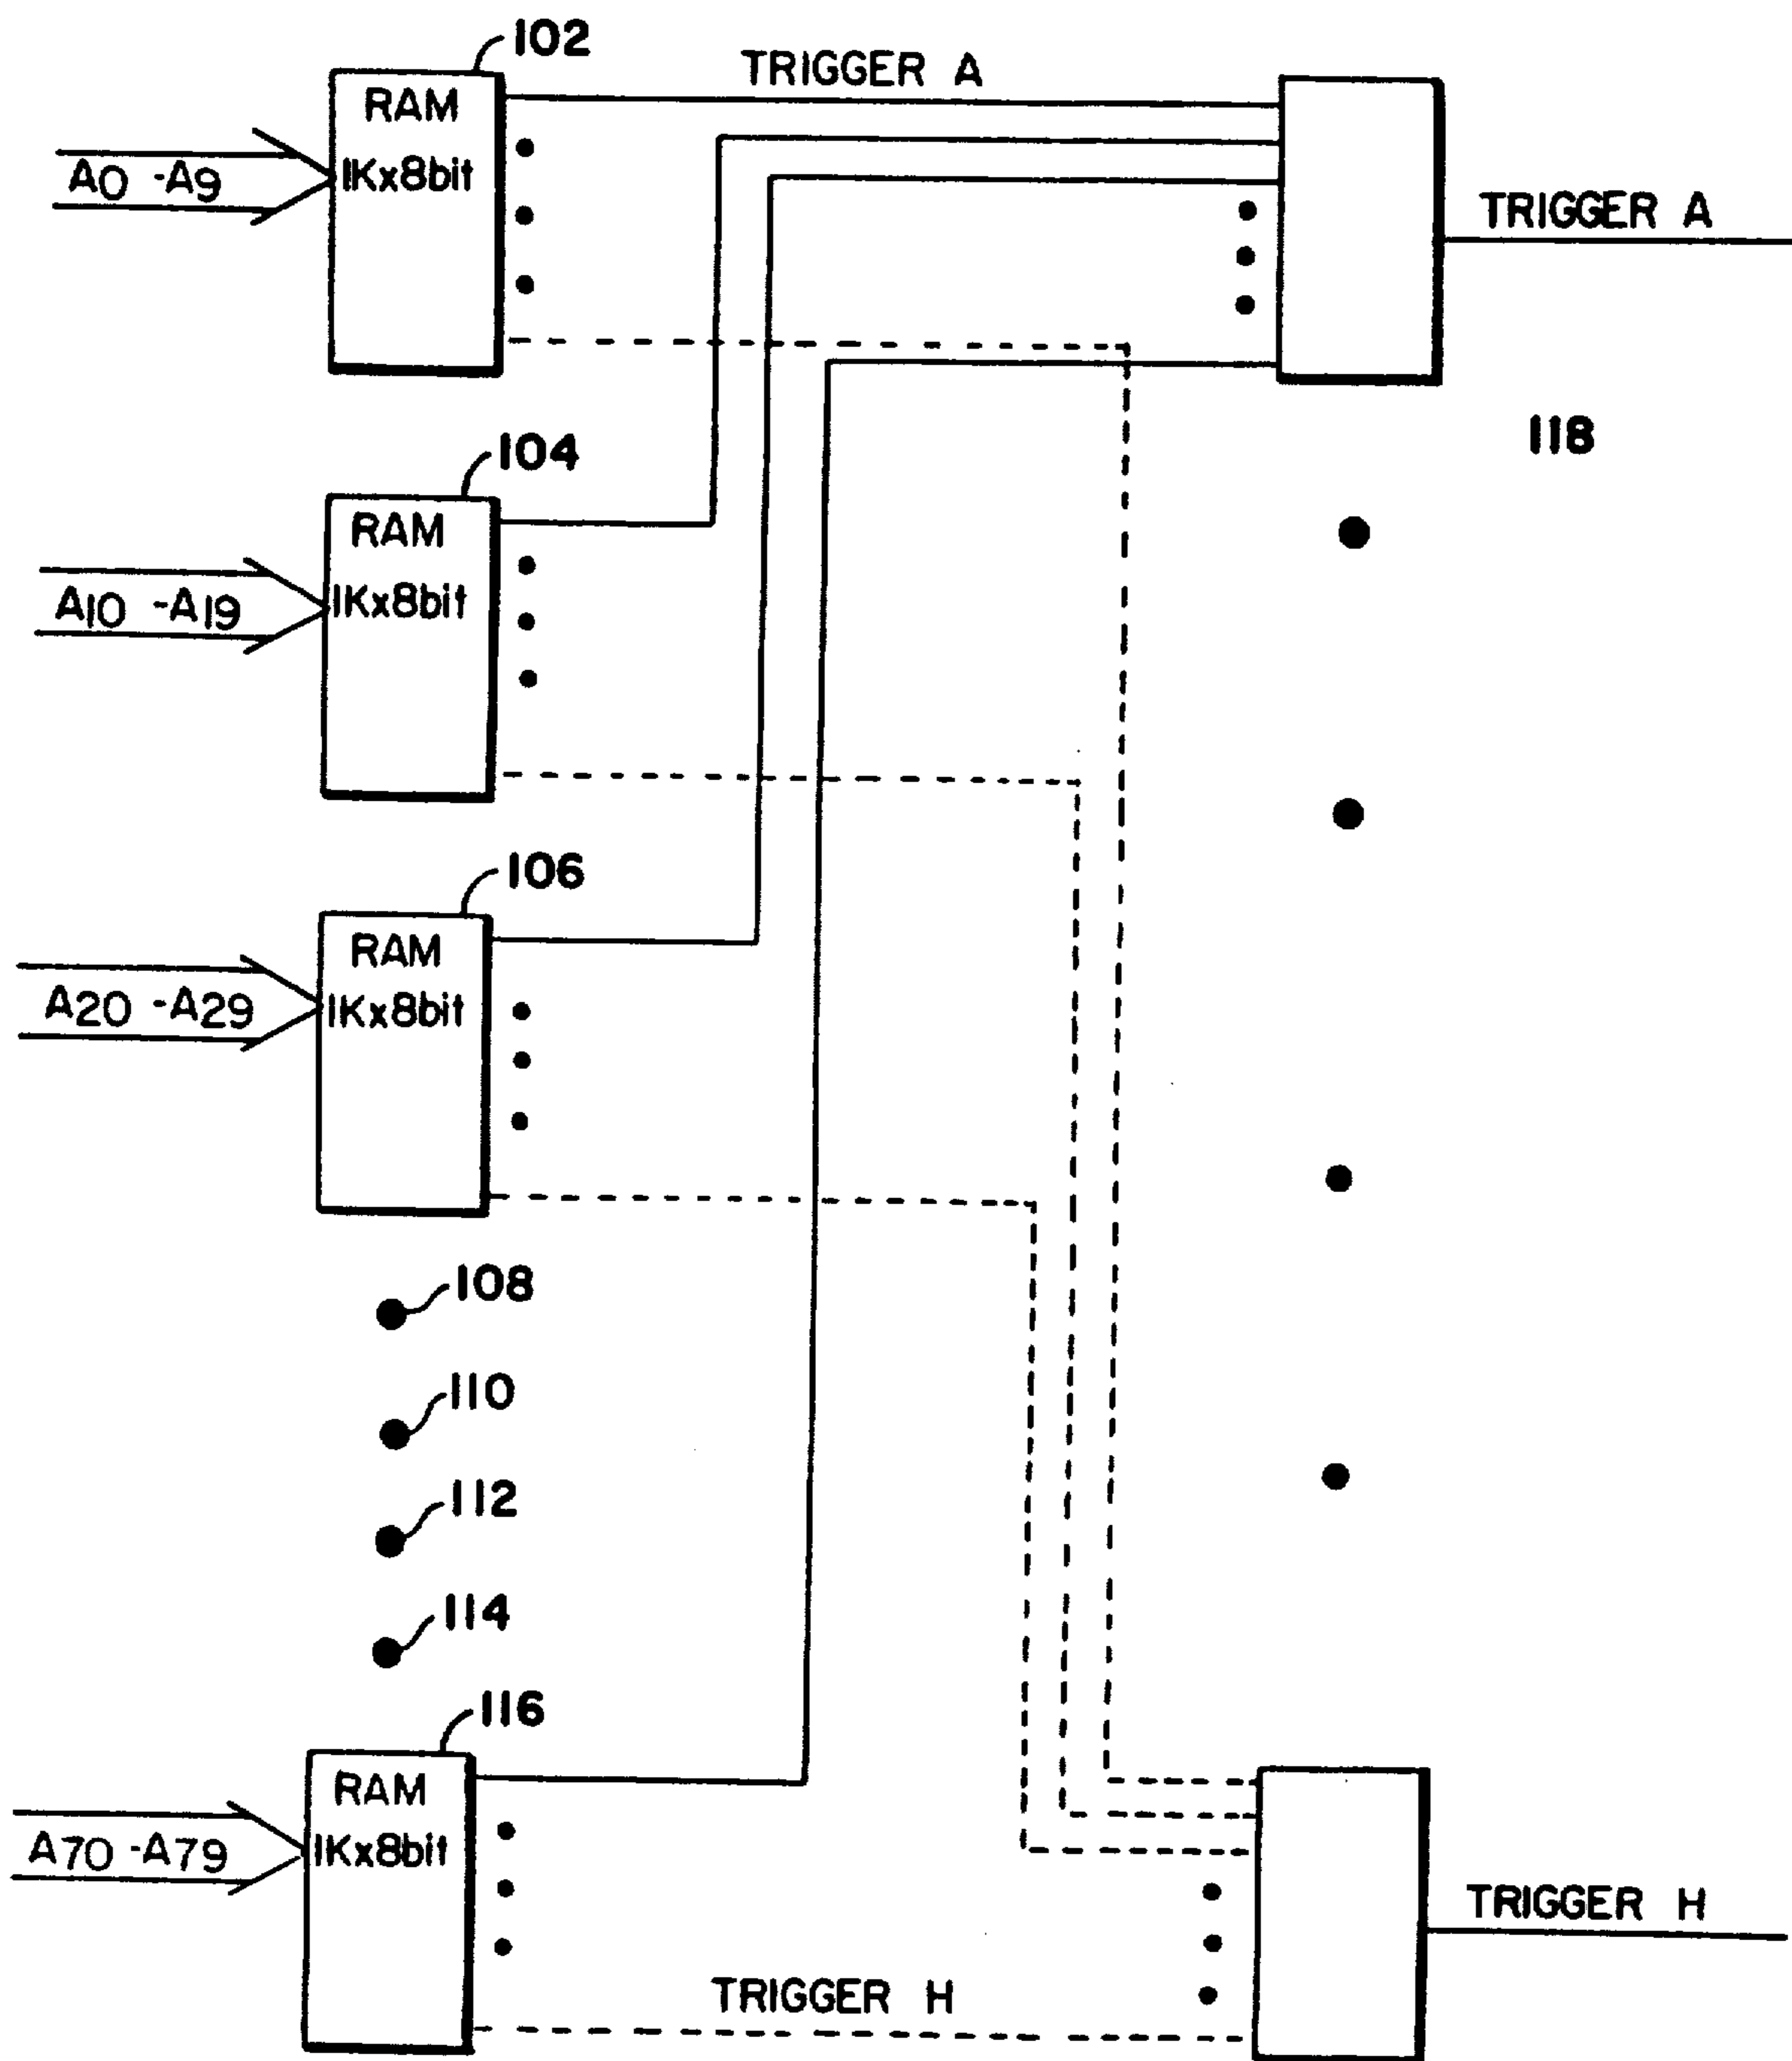 102
TRIGGER A
RAM
1Kx8bit
A0 -A9
TRIGGER A
118
104
RAM
1Kx8bit
A10 -A19
106
RAM
1Kx8bit
A20 -A29
108
110
112
114
116
RAM
1Kx8bit
A70 -A79
TRIGGER H
TRIGGER H